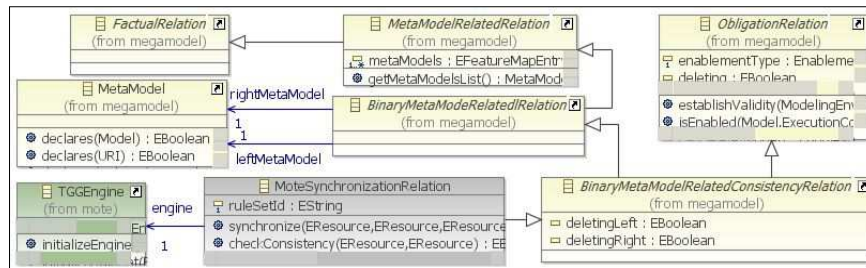 FactualRelation
(from megamodel)
MetaModelRelatedRelation
(from megamodel)
metaModels : EFeatureMapEntr
getMetaModelsList() : MetaMode
ObligationRelation
(from megamodel)
enablementType : Enableme
deleting : EBoolean
establishValidity(ModelingEnv
isEnabled(Model.ExecutionCo
MetaModel
(from megamodel)
declares(Model) : EBoolean
declares(URI) : EBoolean
rightMetaModel
1
1
leftMetaModel
BinaryMetaModeRelatedlRelation
(from megamodel)
TGGEngine
(from mote)
initializeEngine
engine
1
MoteSynchronizationRelation
ruleSetId : EString
synchronize(EResource,EResource,EResource
checkConsistency(EResource,EResource) : EE
BinaryMetaModelRelatedConsistencyRelation
(from megamodel)
deletingLeft : EBoolean
deletingRight : EBoolean